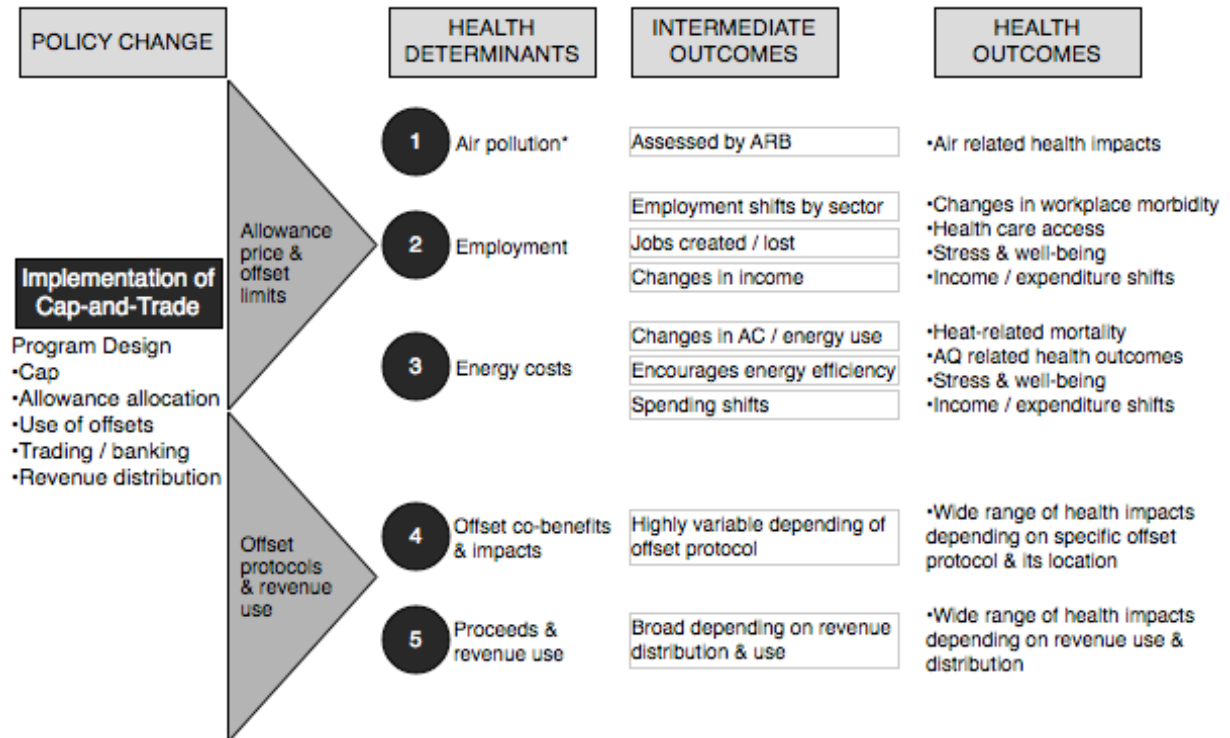 POLICY CHANGE
HEALTH
DETERMINANTS
INTERMEDIATE
OUTCOMES
HEALTH
OUTCOMES
Implementation of
Cap-and-Trade
Program Design
•Cap
•Allowance allocation
•Use of offsets
•Trading / banking
•Revenue distribution
Allowance
price &
offset
limits
1
Air pollution*
Assessed by ARB
•Air related health impacts
2
Employment
Employment shifts by sector
Jobs created / lost
Changes in income
•Changes in workplace morbidity
•Health care access
•Stress & well-being
•Income / expenditure shifts
3
Energy costs
Changes in AC / energy use
Encourages energy efficiency
Spending shifts
•Heat-related mortality
•AQ related health outcomes
•Stress & well-being
•Income / expenditure shifts
Offset
protocols
& revenue
use
4
Offset co-benefits
& impacts
Highly variable depending of
offset protocol
•Wide range of health impacts
depending on specific offset
protocol & its location
5
Proceeds &
revenue use
Broad depending on revenue
distribution & use
•Wide range of health impacts
depending on revenue use &
distribution